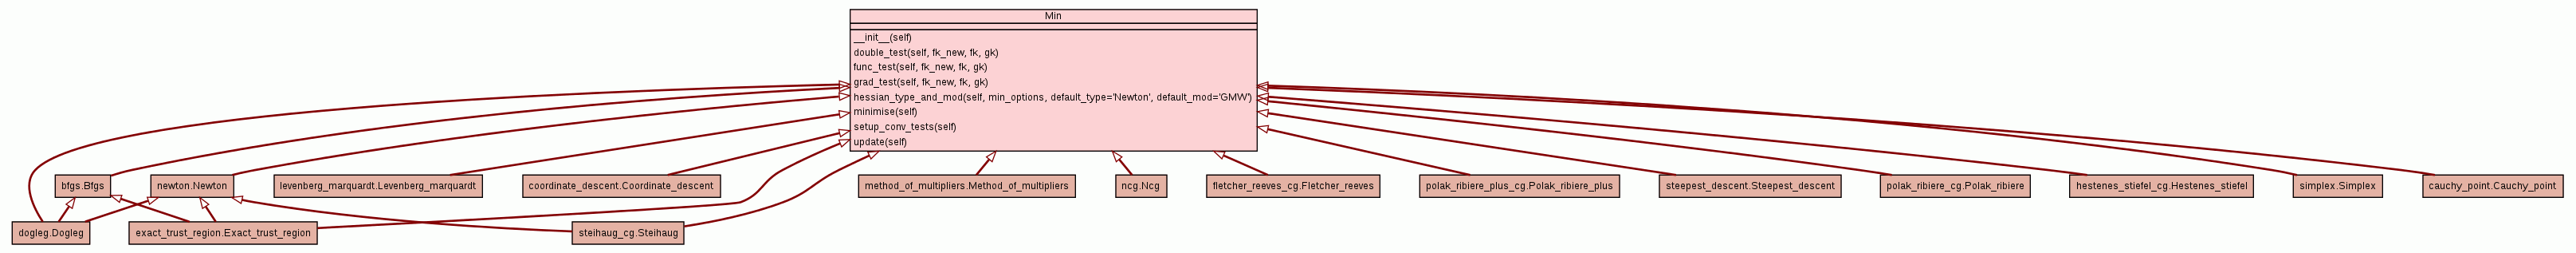 Min
__init__(self)
double_test(self, fk_new, fk, gk)
func_test(self, fk_new, fk, gk)
grad_test(self, fk_new, fk, gk)
hessian_type_and_mod(self, min_options, default_type='Newton', default_mod='GMW')
minimise(self)
setup_conv_tests(self)
update(self)
bfgs.Bfgs
newton.Newton
levenberg_marquardt.Levenberg_marquardt
coordinate_descent.Coordinate_descent
method_of_multipliers.Method_of_multipliers
ncg.Ncg
fletcher_reeves_cg.Fletcher_reeves
polak_ribiere_plus_cg.Polak_ribiere_plus
steepest_descent.Steepest_descent
polak_ribiere_cg.Polak_ribiere
hestenes_stiefel_cg.Hestenes_stiefel
simplex.Simplex
cauchy_point.Cauchy_point
dogleg.Dogleg
exact_trust_region.Exact_trust_region
steihaug_cg.Steihaug